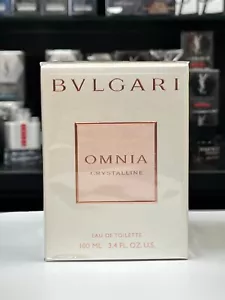 BVLGARI
OMNIA
CRYSTALLINE
EAU DE TOILETTE
100 ML 3.4 FL. OZ. U.S.